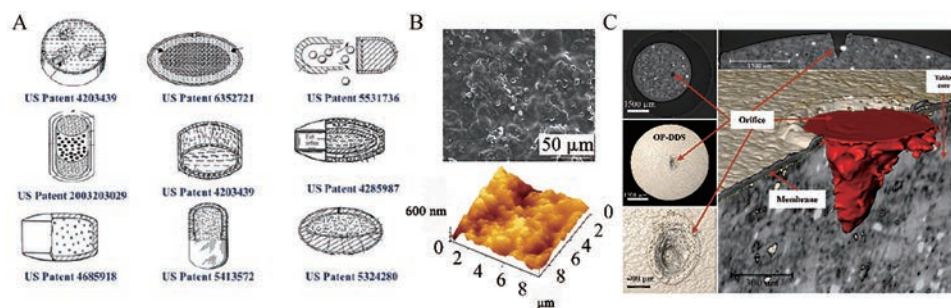 A
US Patent 4203439
US Patent 6352721
US Patent 5531736
US Patent 2003203029
US Patent 4203439
US Patent 4285987
US Patent 4685918
US Patent 5413572
US Patent 5324280
B
50 μm
600 nm
0
2
4
6
8
0
2
4
6
8
μm
C
1500 μm
1500 μm
Orifice
OP-DDS
Membrane
300 μm